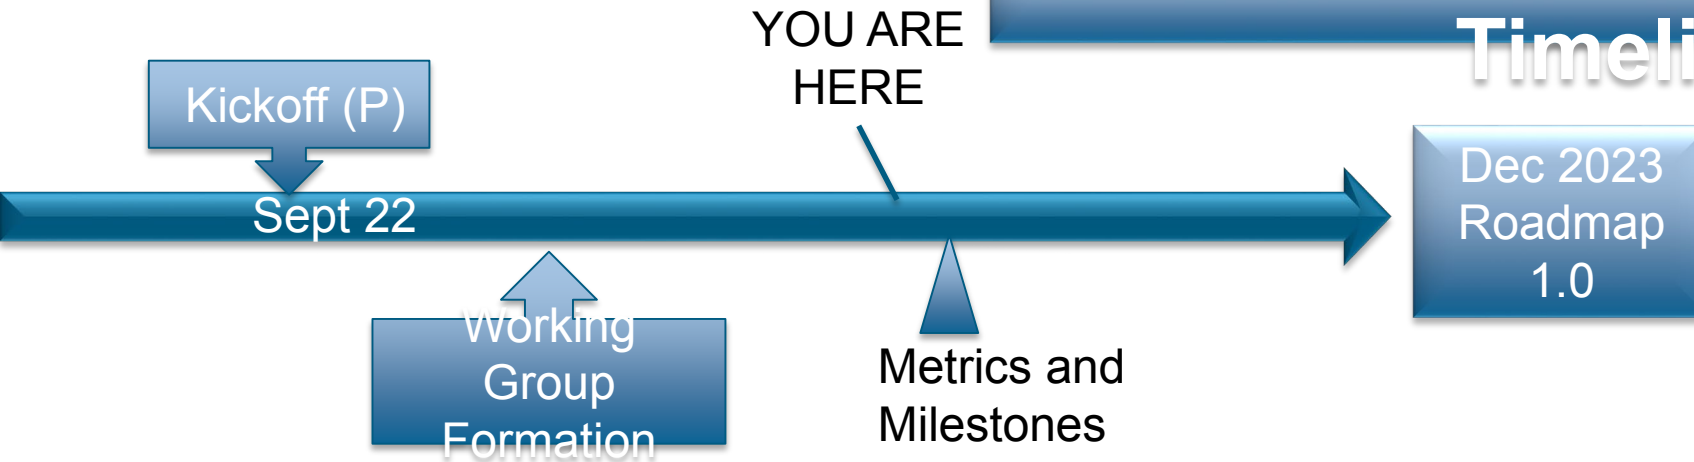 Timeli
YOU ARE
HERE
Kickoff (P)
Sept 22
Dec 2023
Roadmap
1.0
Working
Group
Formation
Metrics and
Milestones